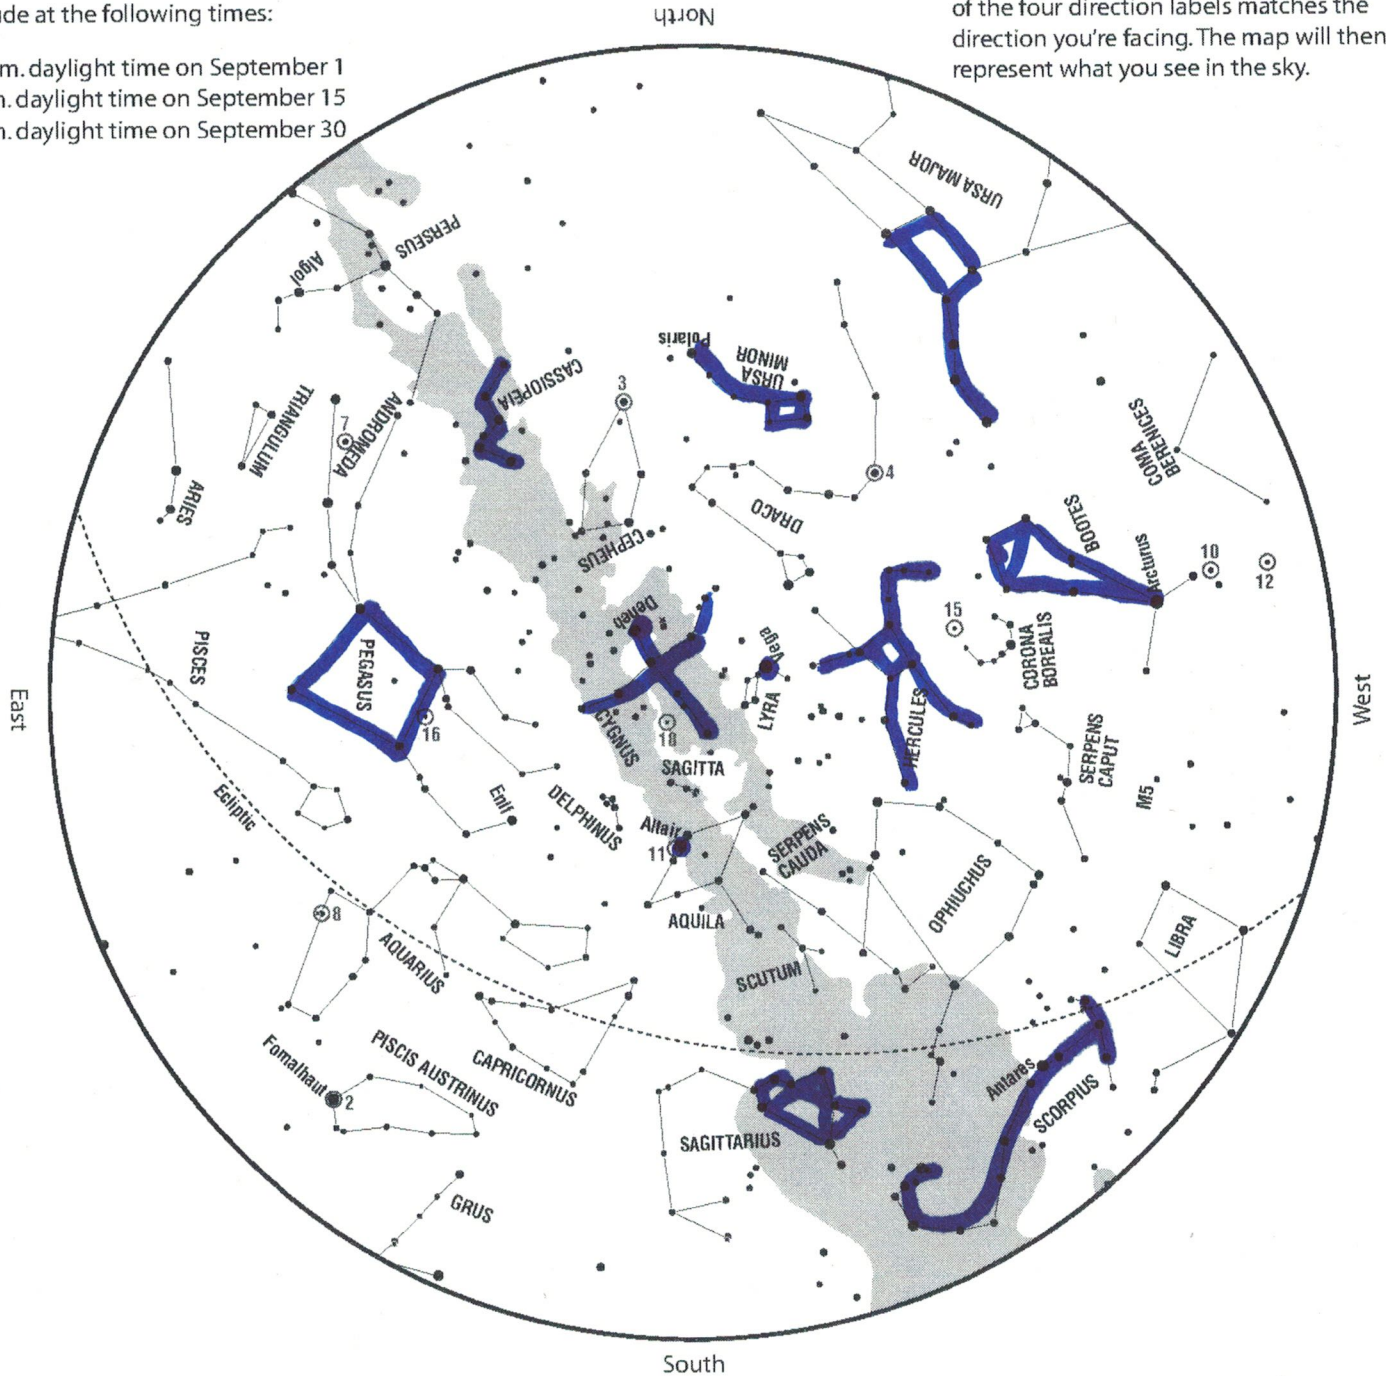 ude at the following times:
m. daylight time on September 1
n. daylight time on September 15
n. daylight time on September 30
of the four direction labels matches the
direction you're facing. The map will then
represent what you see in the sky.
North
URSA MAJOR
PERSEUS
Algol
Polaris
URSA
MINOR
CASSIOPEIA
3
TRIANGULUM
ANDROMEDA
7
COMA
BERENICES
4
ARIES
DRACO
BOOTES
CEPHEUS
Arcturus
10
12
Deneb
15
PISCES
PEGASUS
Vega
CORONA
BOREALIS
East
West
16
LYRA
HERCULES
CYGNUS
18
SERPENS
CAPUT
SAGITTA
M5
Ecliptic
Enif
DELPHINUS
Altair
11
SERPENS
CAUDA
OPHIUCHUS
8
AQUILA
LIBRA
AQUARIUS
SCUTUM
Fomalhaut
2
PISCIS AUSTRINUS
CAPRICORNUS
Antares
SCORPIUS
SAGITTARIUS
GRUS
South